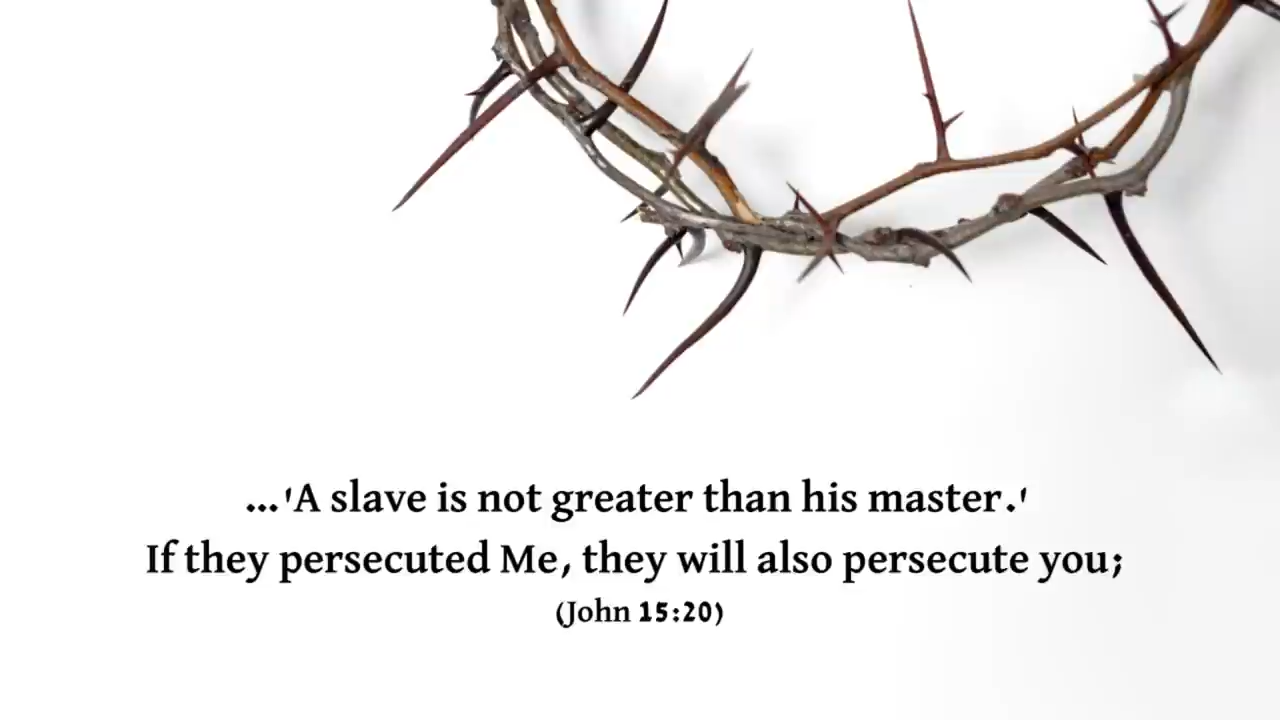 ...'A slave is not greater than his master.'
If they persecuted Me, they will also persecute you;
(John 15:20)